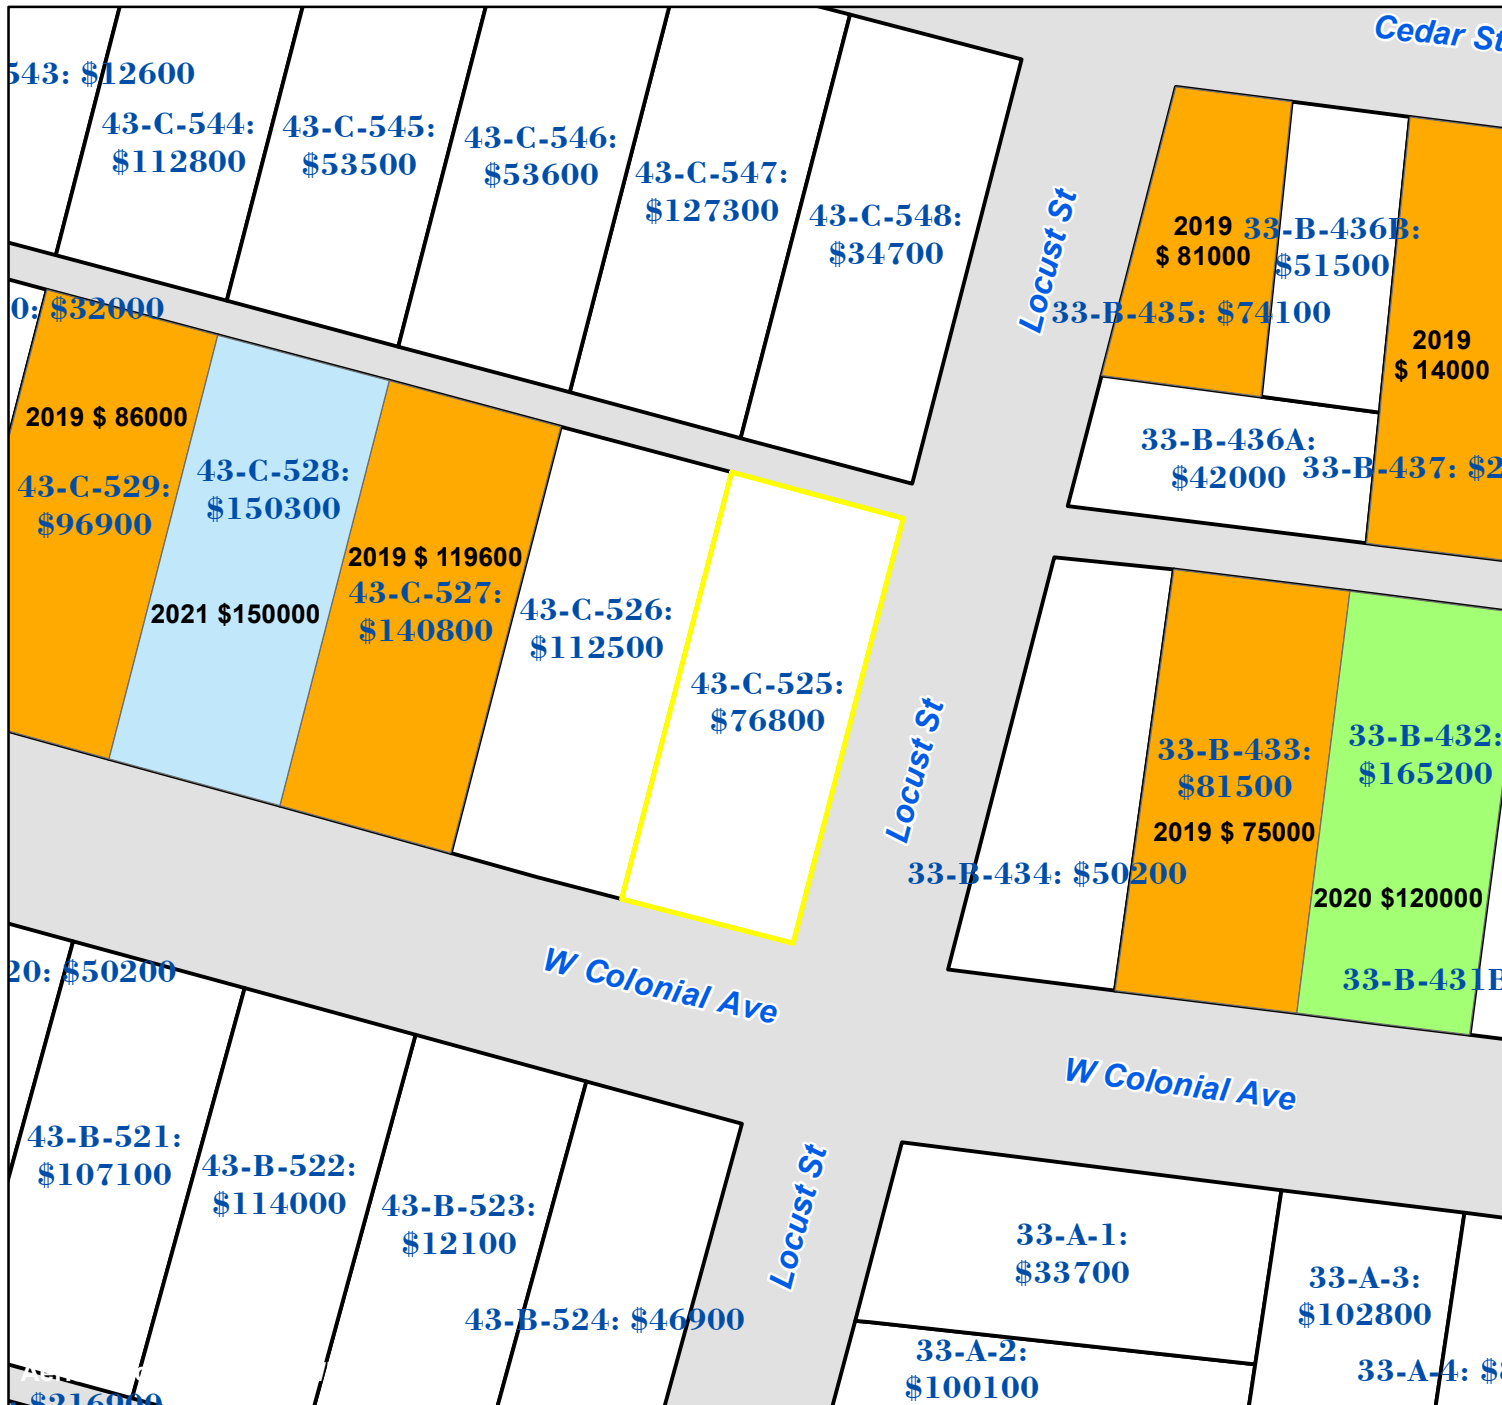 Cedar St
543: $12600
43-C-544:
$112800
43-C-545:
$53500
43-C-546:
$53600
43-C-547:
$127300
43-C-548:
$34700
Locust St
2019
$ 81000
33-B-435: $74100
33-B-436B:
$51500
2019
$ 14000
33-B-436A:
$42000
33-B-437: $2
0: $32000
2019 $ 86000
43-C-529:
$96900
43-C-528:
$150300
2021 $150000
2019 $ 119600
43-C-527:
$140800
43-C-526:
$112500
43-C-525:
$76800
Locust St
33-B-434: $50200
33-B-433:
$81500
2019 $ 75000
33-B-432:
$165200
2020 $120000
33-B-431B
W Colonial Ave
W Colonial Ave
20: $50200
43-B-521:
$107100
43-B-522:
$114000
43-B-523:
$12100
43-B-524: $46900
Locust St
33-A-1:
$33700
33-A-2:
$100100
33-A-3:
$102800
33-A-4: $8
$216900